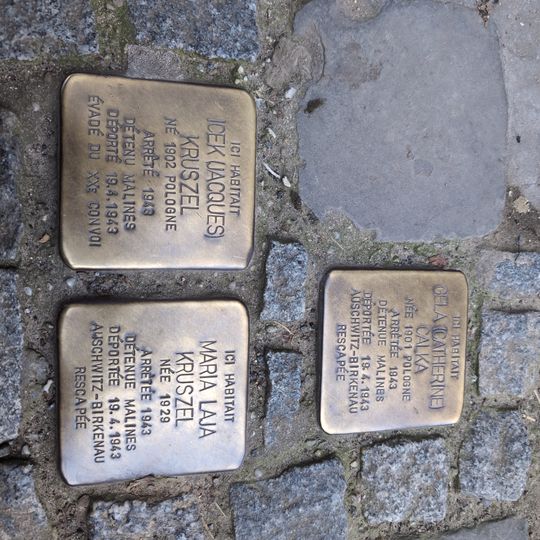 ICI HABITAIT
ICEK (JACQUES)
KRUSZEL
NÉ 1902 POLOGNE
ARRÊTÉ 1943
DÉTENU MALINES
DÉPORTÉ 19.4.1943
ÉVADÉ DU XXE CONVOI
ICI HABITAIT
MARIA LAJA
KRUSZEL
NÉE 1929
ARRÊTÉE 1943
DÉTENUE MALINES
DÉPORTÉE 19.4.1943
AUSCHWITZ-BIRKENAU
RESCAPÉE
ICI HABITAIT
CELA (CATHERINE)
CALKA
NÉE 1901 POLOGNE
ARRÊTÉE 1943
DÉTENUE MALINES
DÉPORTÉE 19.4.1943
AUSCHWITZ-BIRKENAU
RESCAPÉE